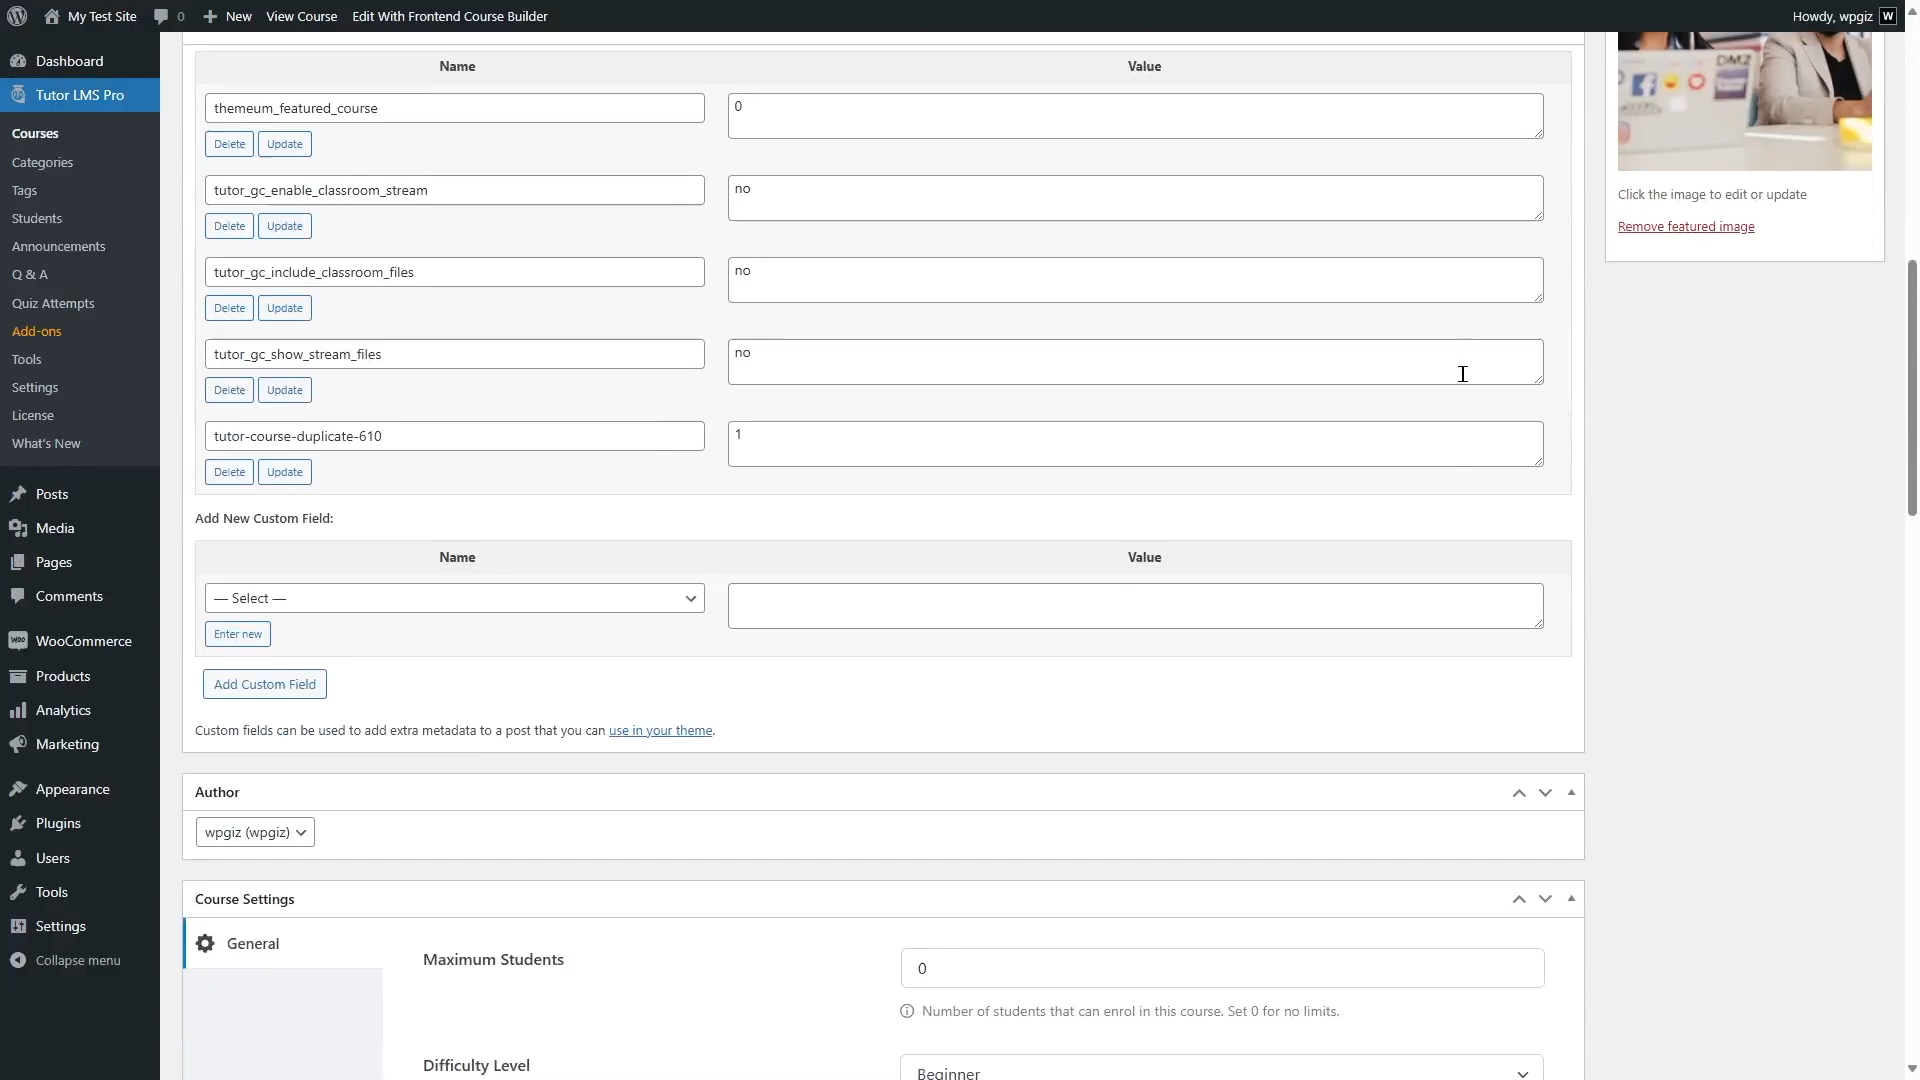 My Test Site
0
New
View Course
Edit With Frontend Course Builder
Howdy, wpgiz
Dashboard
Tutor LMS Pro
Courses
Categories
Tags
Students
Announcements
Q & A
Quiz Attempts
Add-ons
Tools
Settings
License
What's New
Posts
Media
Pages
Comments
WooCommerce
Products
Analytics
Marketing
Appearance
Plugins
Users
Tools
Settings
Collapse menu
Name Value
themeum_featured_course 0
Delete Update
tutor_gc_enable_classroom_stream no
Delete Update
tutor_gc_include_classroom_files no
Delete Update
tutor_gc_show_stream_files no
Delete Update
tutor-course-duplicate-610 1
Delete Update
Add New Custom Field:
Name Value
— Select —
Enter new
Add Custom Field
Custom fields can be used to add extra metadata to a post that you can use in your theme.
Author
wpgiz (wpgiz)
Course Settings
General
Maximum Students 0
Number of students that can enrol in this course. Set 0 for no limits.
Difficulty Level Beginner
Click the image to edit or update
Remove featured image